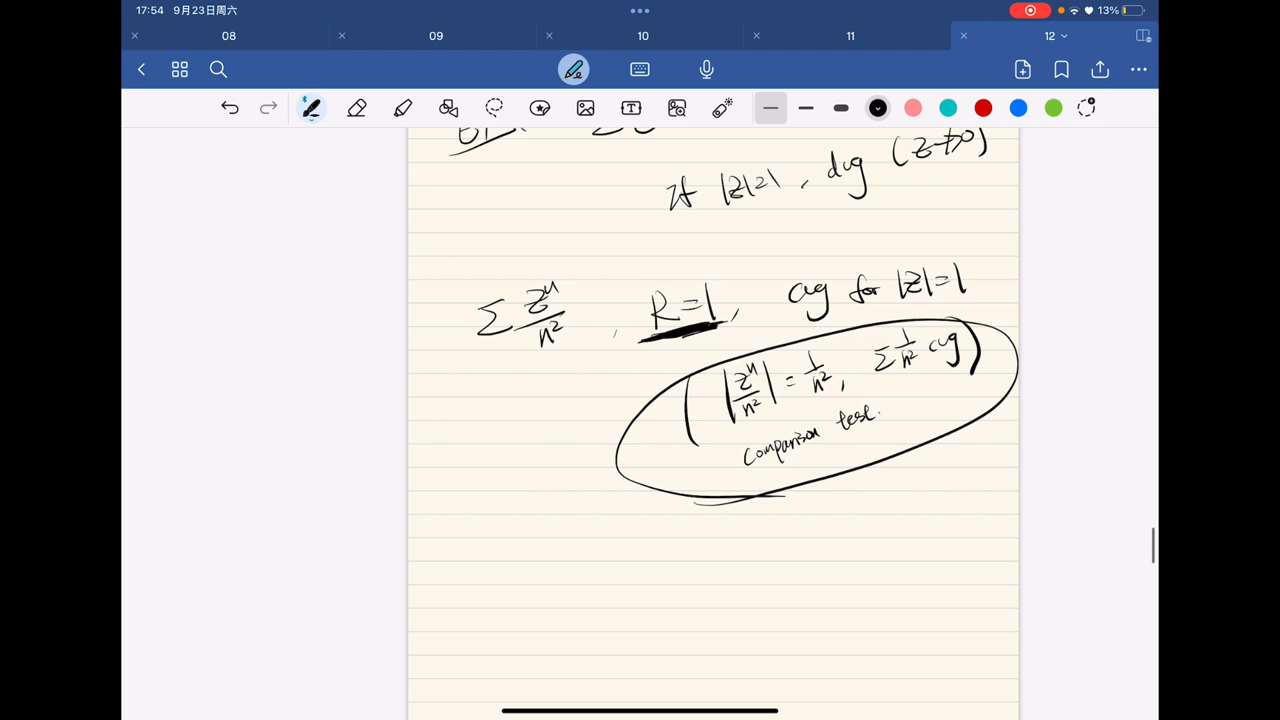 17:54 9月23日周六
13%
08 09 10 11 12
If |z|=1, dvg (z^n ↛ 0)
Σ z^n/n^2 , R=1, cvg for |z|=1
( |z^n/n^2| = 1/n^2, Σ 1/n^2 cvg )
comparison test.